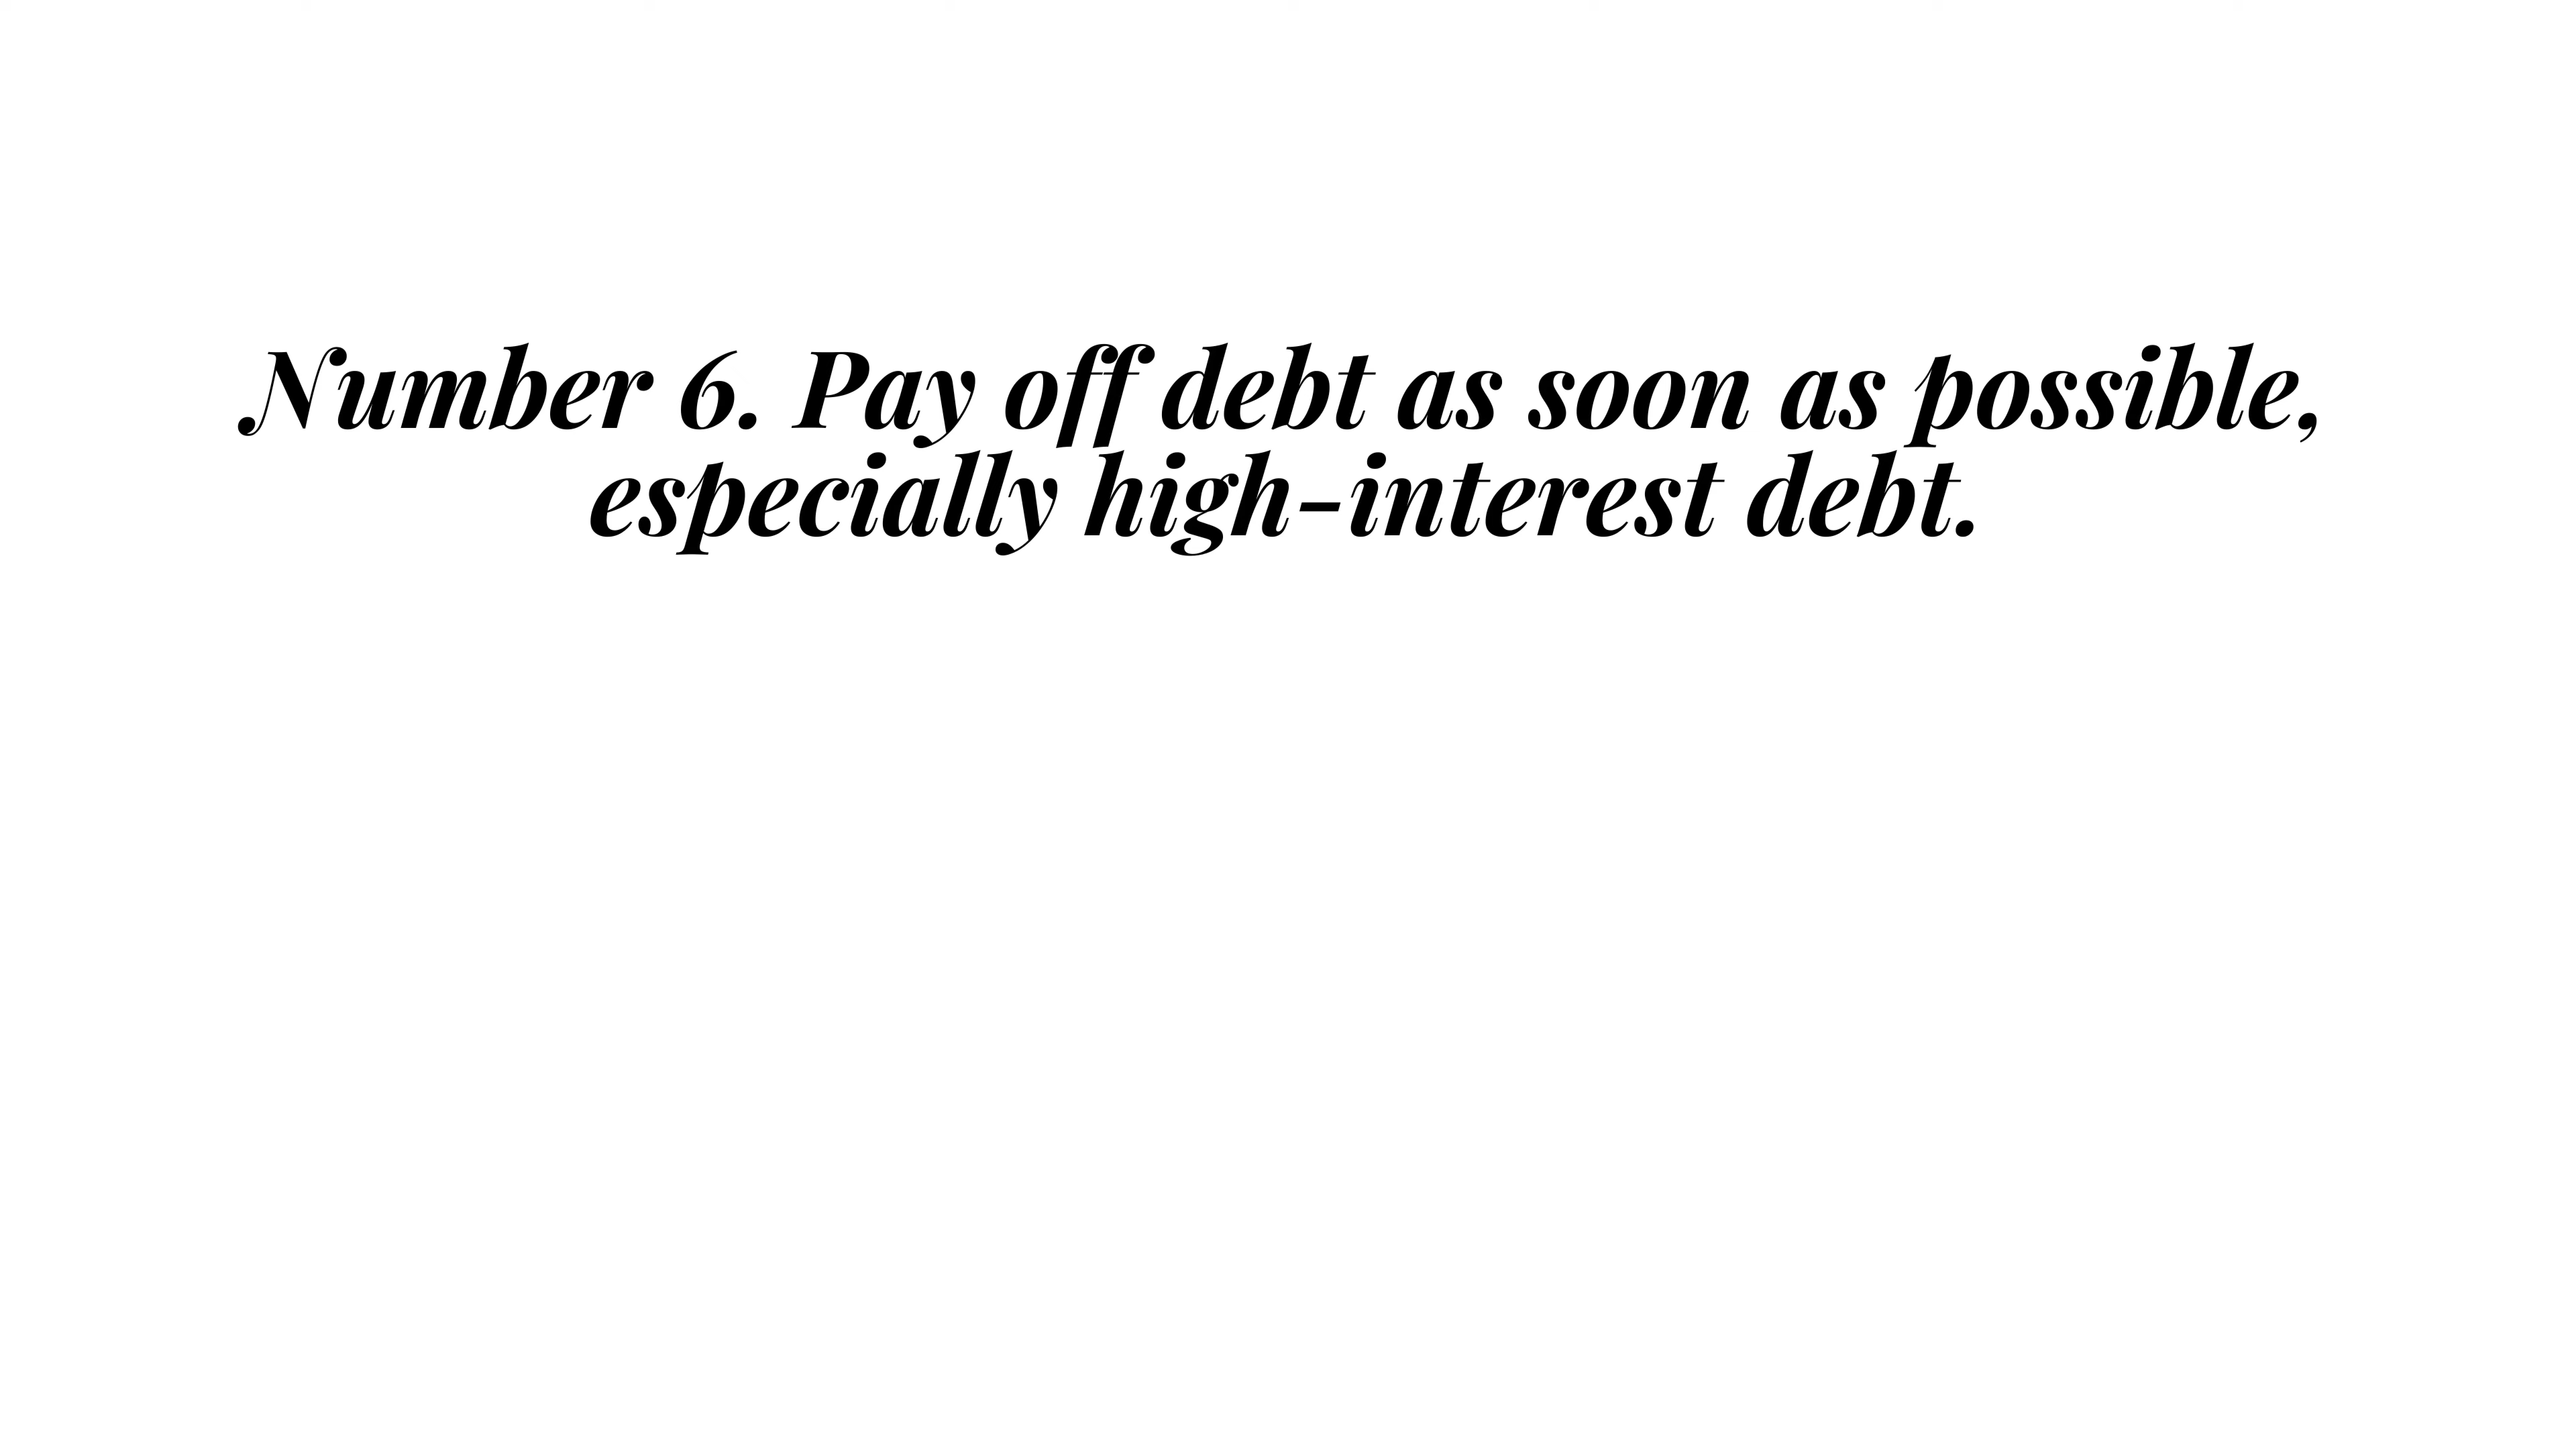 Number 6. Pay off debt as soon as possible,
especially high-interest debt.